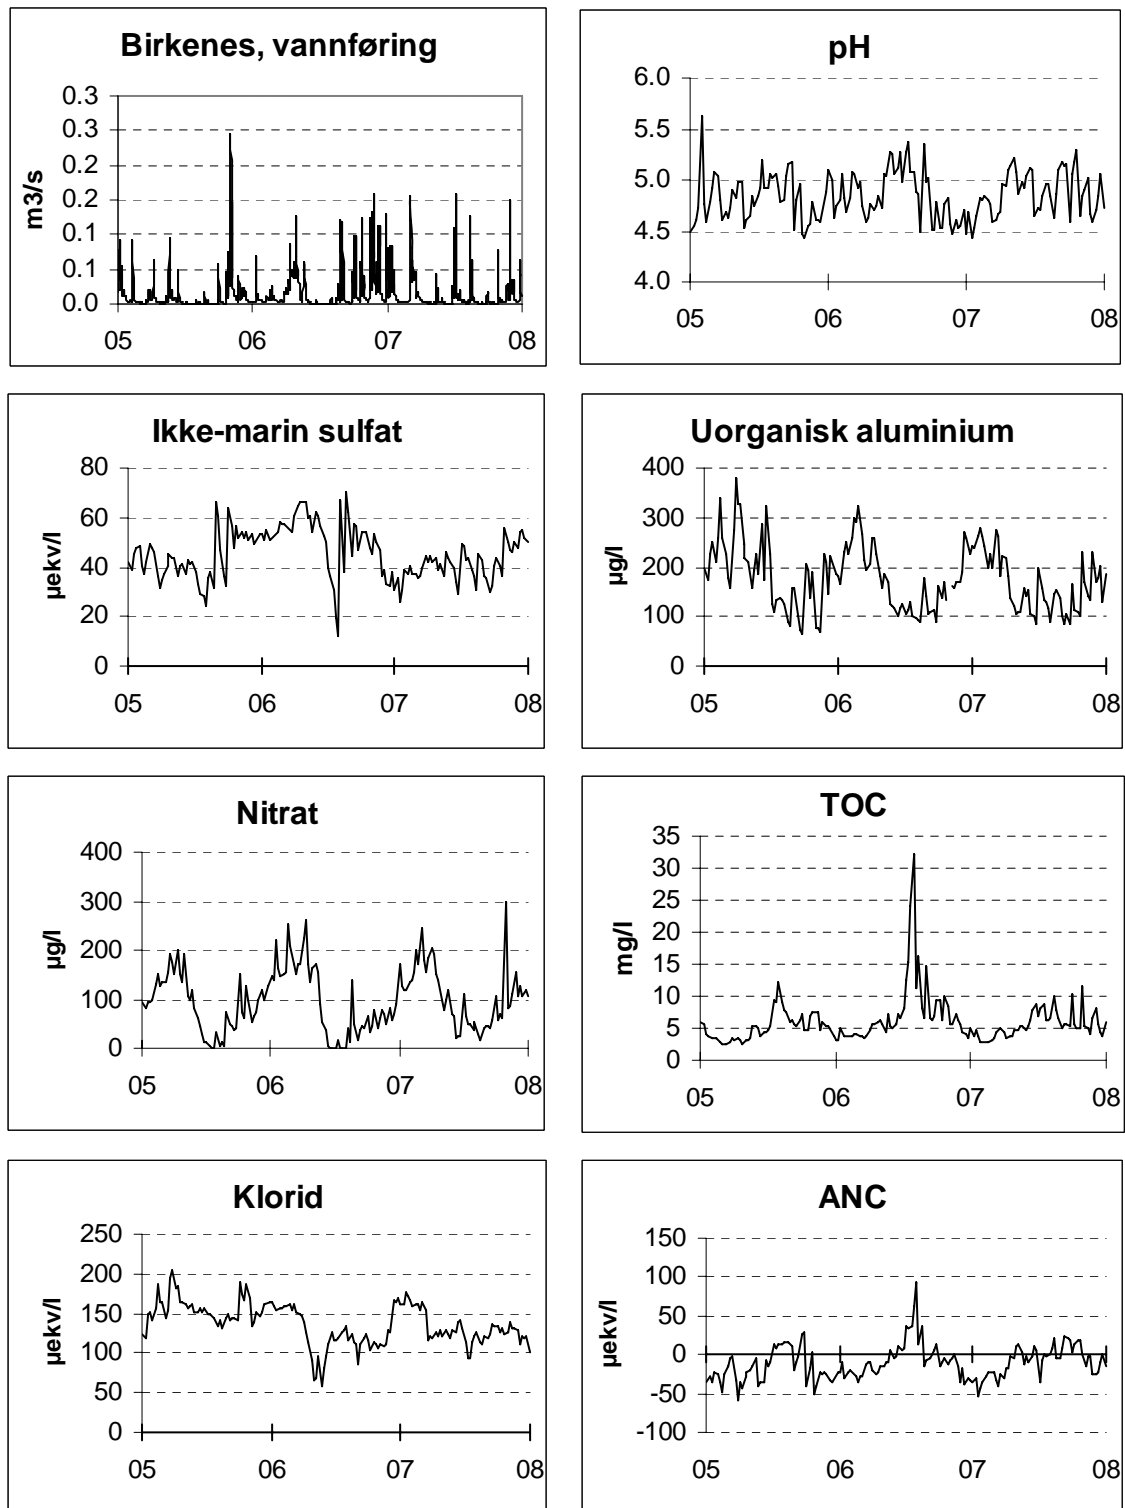 Birkenes, vannføring
m3/s
0.3
0.3
0.2
0.2
0.1
0.1
0.0
05 06 07 08
pH
6.0
5.5
5.0
4.5
4.0
05 06 07 08
Ikke-marin sulfat
µekv/l
80
60
40
20
0
05 06 07 08
Uorganisk aluminium
µg/l
400
300
200
100
0
05 06 07 08
Nitrat
µg/l
400
300
200
100
0
05 06 07 08
TOC
mg/l
35
30
25
20
15
10
5
0
05 06 07 08
Klorid
µekv/l
250
200
150
100
50
0
05 06 07 08
ANC
µekv/l
150
100
50
0
-50
-100
05 06 07 08